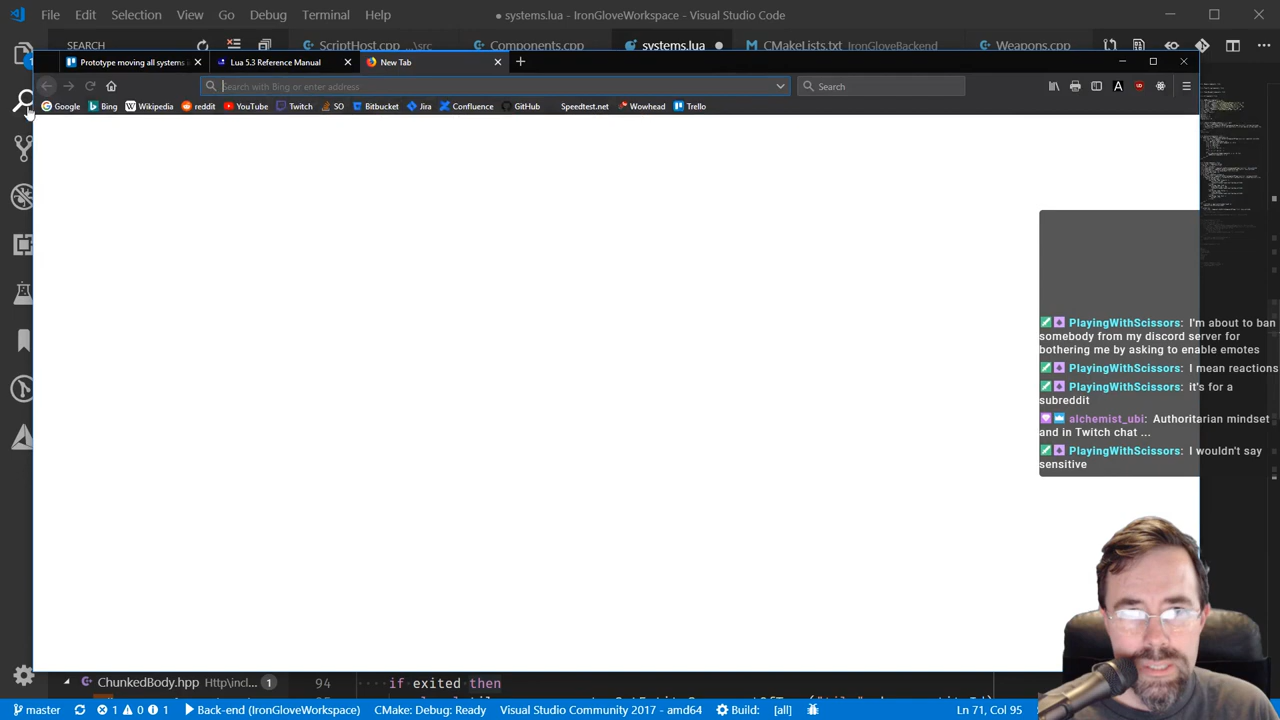 File Edit Selection View Go Debug Terminal Help
● systems.lua - IronGloveWorkspace - Visual Studio Code
SEARCH
ScriptHost.cpp ...\src
Components.cpp
systems.lua
CMakeLists.txt IronGloveBackend
Weapons.cpp
Prototype moving all systems i
Lua 5.3 Reference Manual
New Tab
Search with Bing or enter address
Search
Google Bing Wikipedia reddit YouTube Twitch SO Bitbucket Jira Confluence GitHub Speedtest.net Wowhead Trello
PlayingWithScissors: I'm about to ban
somebody from my discord server for
bothering me by asking to enable emotes
PlayingWithScissors: I mean reactions
PlayingWithScissors: it's for a
subreddit
alchemist_ubi: Authoritarian mindset
and in Twitch chat ...
PlayingWithScissors: I wouldn't say
sensitive
ChunkedBody.hpp Http\incl... 1
94 if exited then
master
1 0 1
Back-end (IronGloveWorkspace)
CMake: Debug: Ready
Visual Studio Community 2017 - amd64
Build: [all]
Ln 71, Col 95